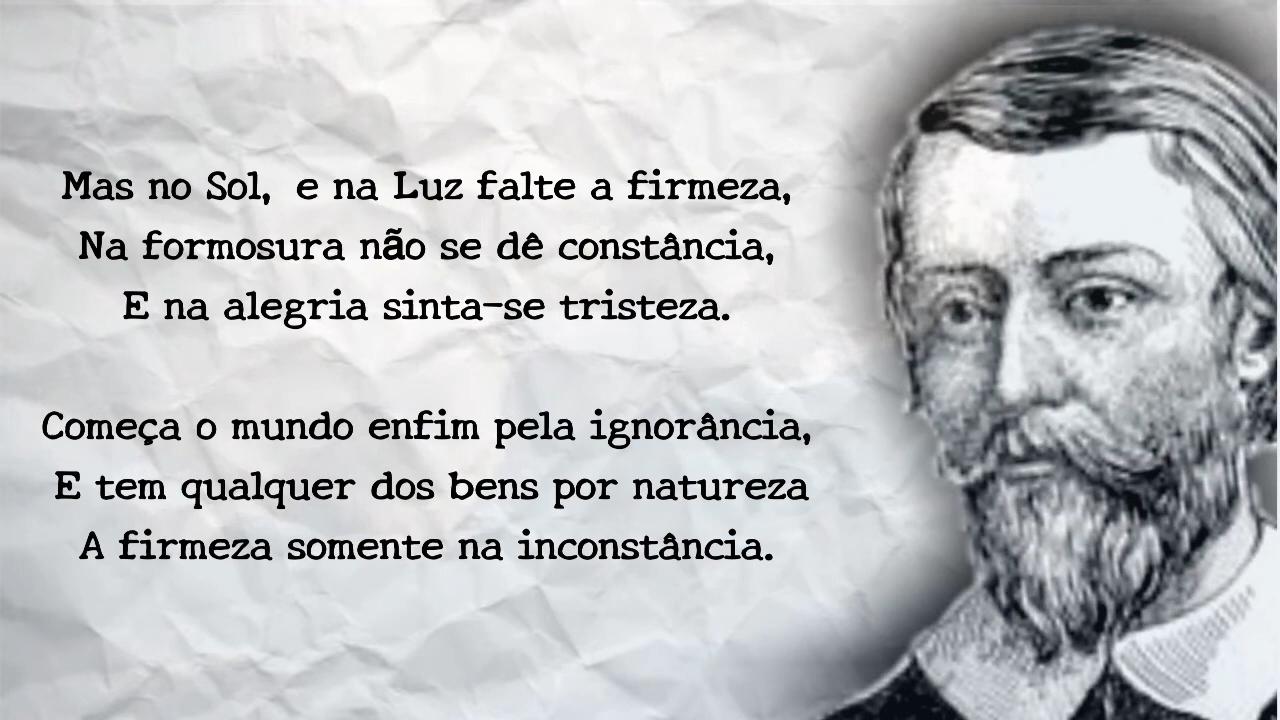 Mas no Sol, e na Luz falte a firmeza,
Na formosura não se dê constância,
E na alegria sinta-se tristeza.
Começa o mundo enfim pela ignorância,
E tem qualquer dos bens por natureza
A firmeza somente na inconstância.